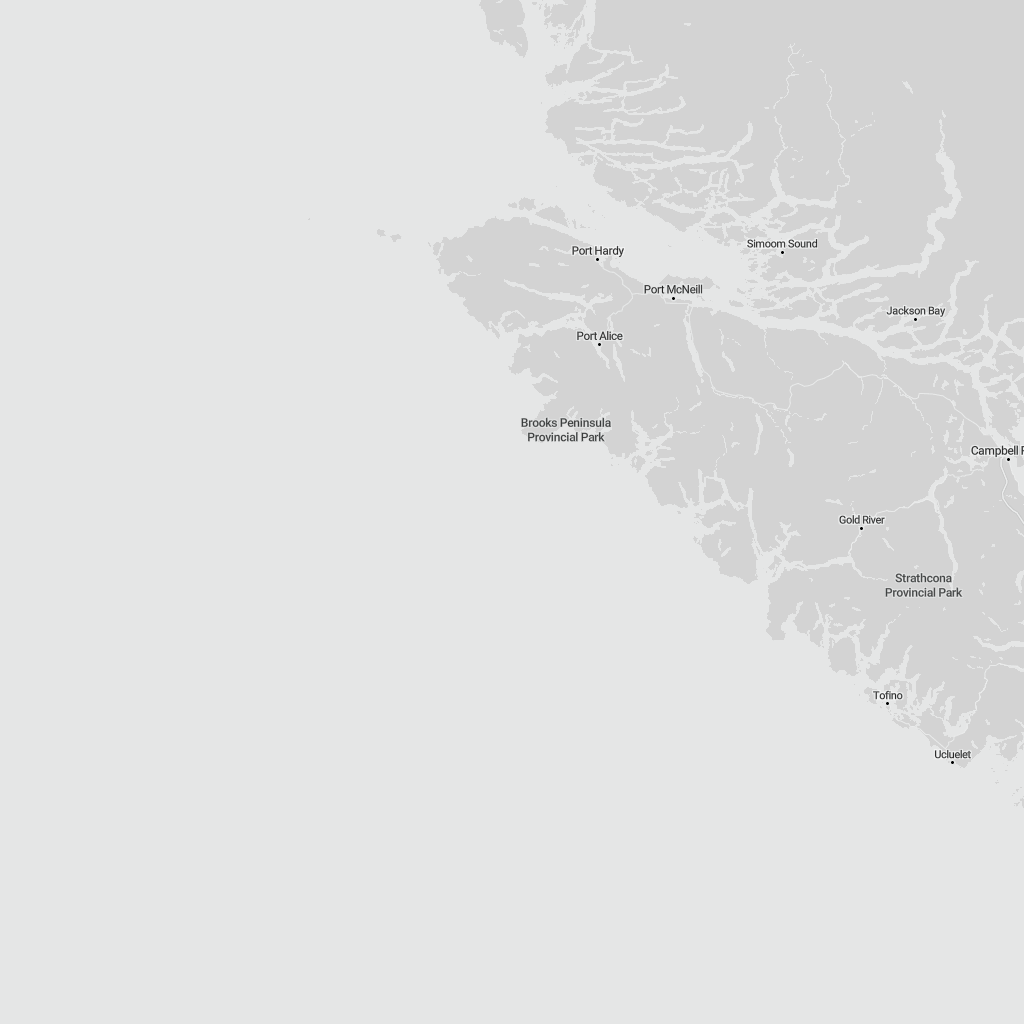 Simoom Sound
Port Hardy
Port McNeill
Jackson Bay
Port Alice
Brooks Peninsula
Provincial Park
Campbell
Gold River
Strathcona
Provincial Park
Tofino
Ucluelet